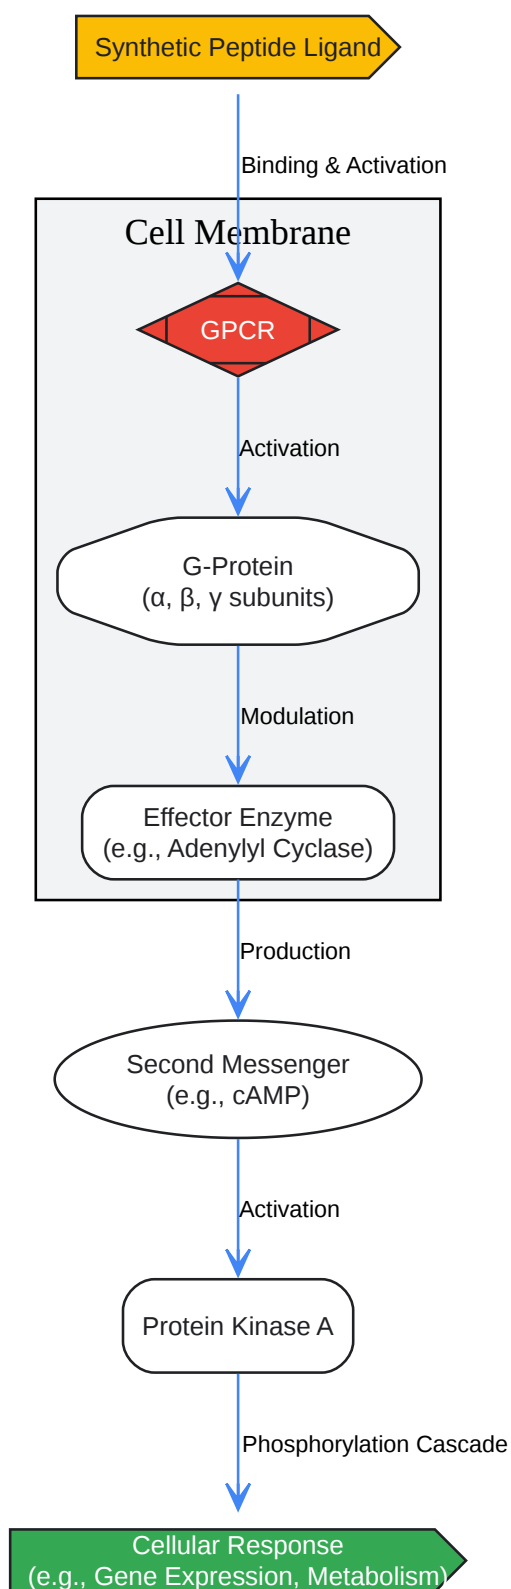 Synthetic Peptide Ligand
Binding & Activation
Cell Membrane
GPCR
Activation
G-Protein
(α, β, γ subunits)
Modulation
Effector Enzyme
(e.g., Adenylyl Cyclase)
Production
Second Messenger
(e.g., cAMP)
Activation
Protein Kinase A
Phosphorylation Cascade
Cellular Response
(e.g., Gene Expression, Metabolism)